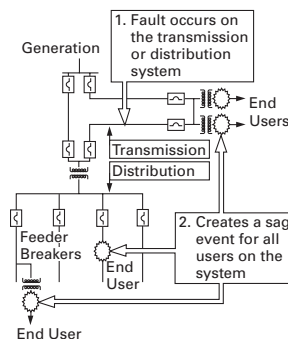 1. Fault occurs on
the transmission
or distribution
system
Generation
End
Users
Transmission
Distribution
2. Creates a sag
event for all
users on the
system
Feeder
Breakers
End
User
End User